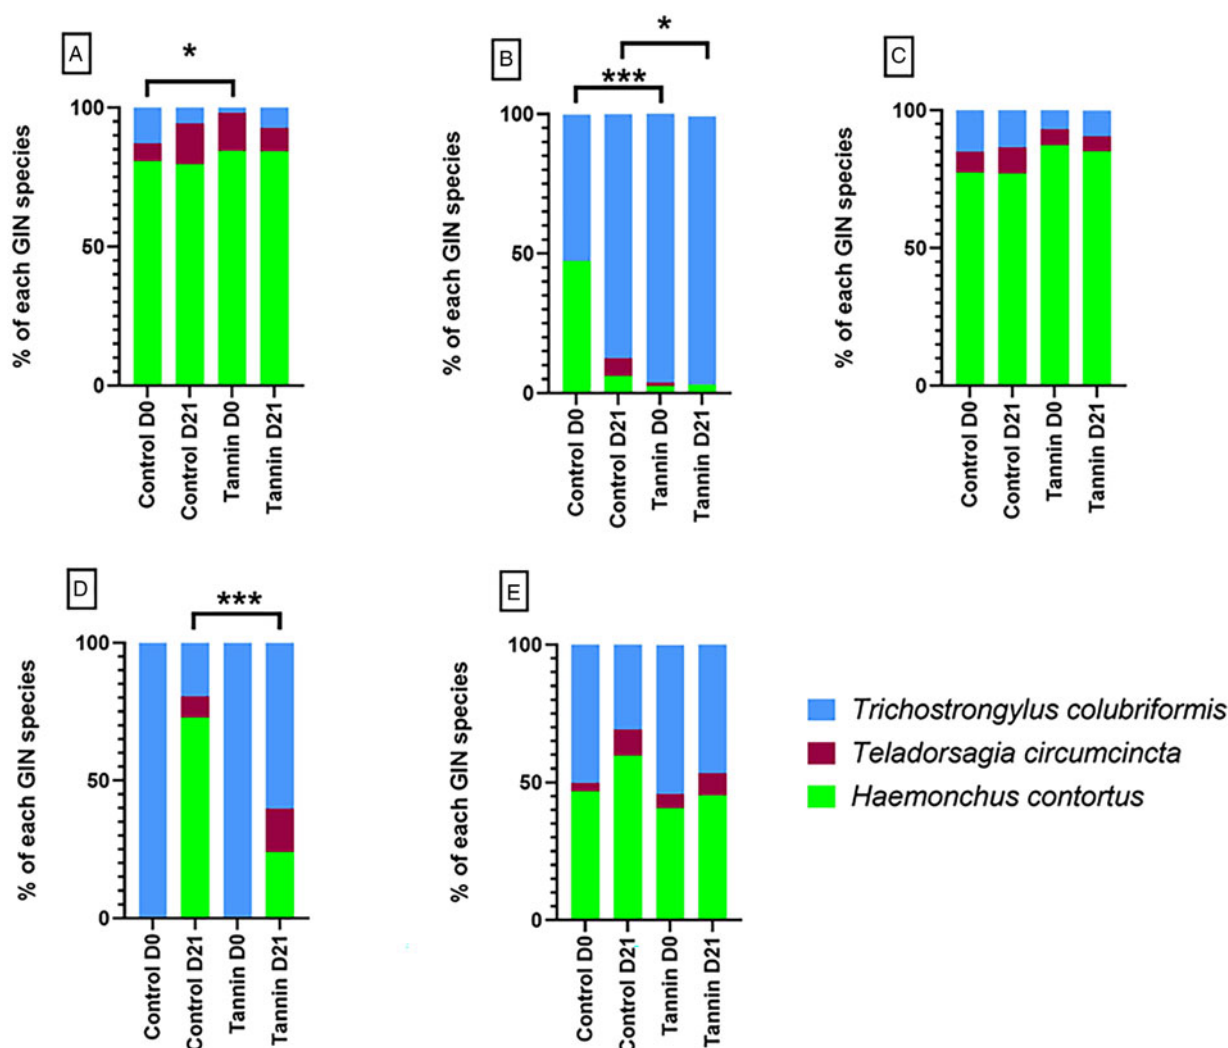 A
*
% of each GIN species
100
50
0
Control D0
Control D21
Tannin D0
Tannin D21
B
*
***
% of each GIN species
100
50
0
Control D0
Control D21
Tannin D0
Tannin D21
C
% of each GIN species
100
50
0
Control D0
Control D21
Tannin D0
Tannin D21
D
***
% of each GIN species
100
50
0
Control D0
Control D21
Tannin D0
Tannin D21
E
% of each GIN species
100
50
0
Control D0
Control D21
Tannin D0
Tannin D21
Trichostrongylus colubriformis
Teladorsagia circumcincta
Haemonchus contortus